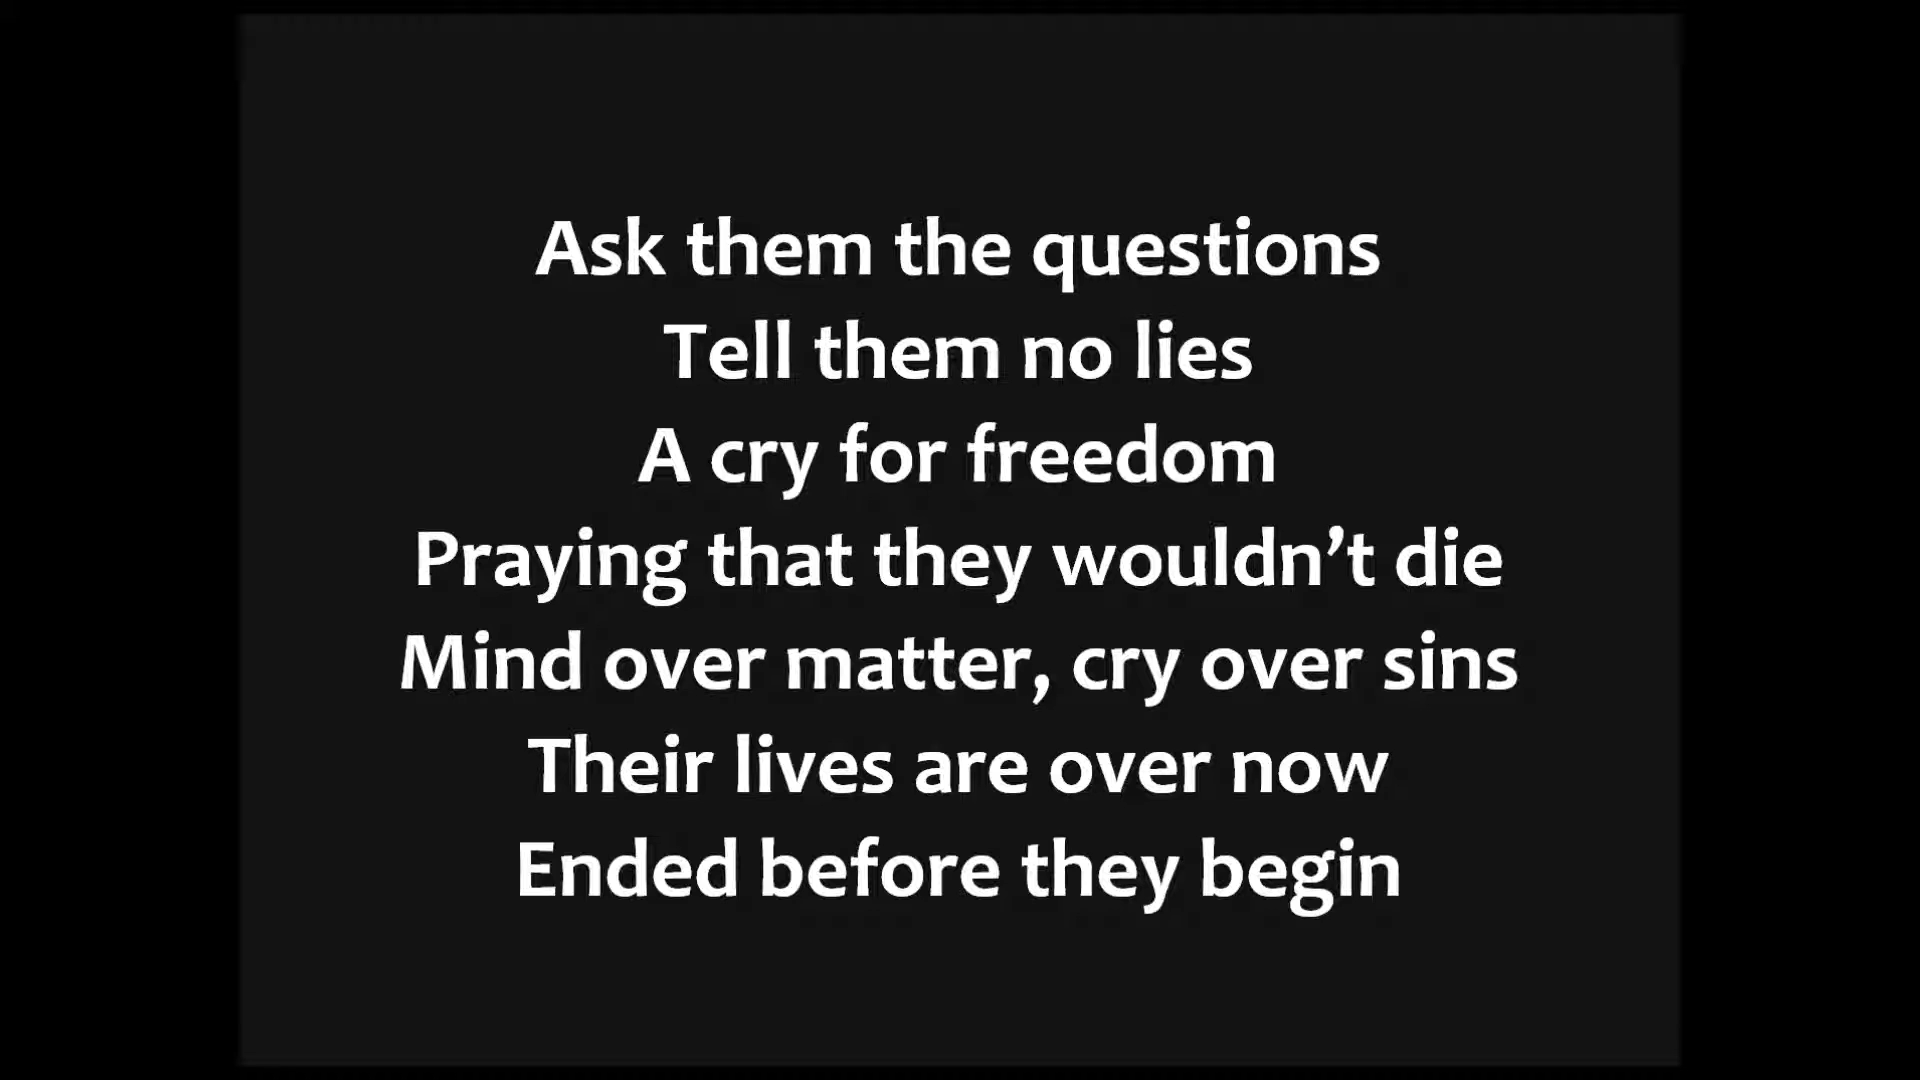 Ask them the questions
Tell them no lies
A cry for freedom
Praying that they wouldn’t die
Mind over matter, cry over sins
Their lives are over now
Ended before they begin